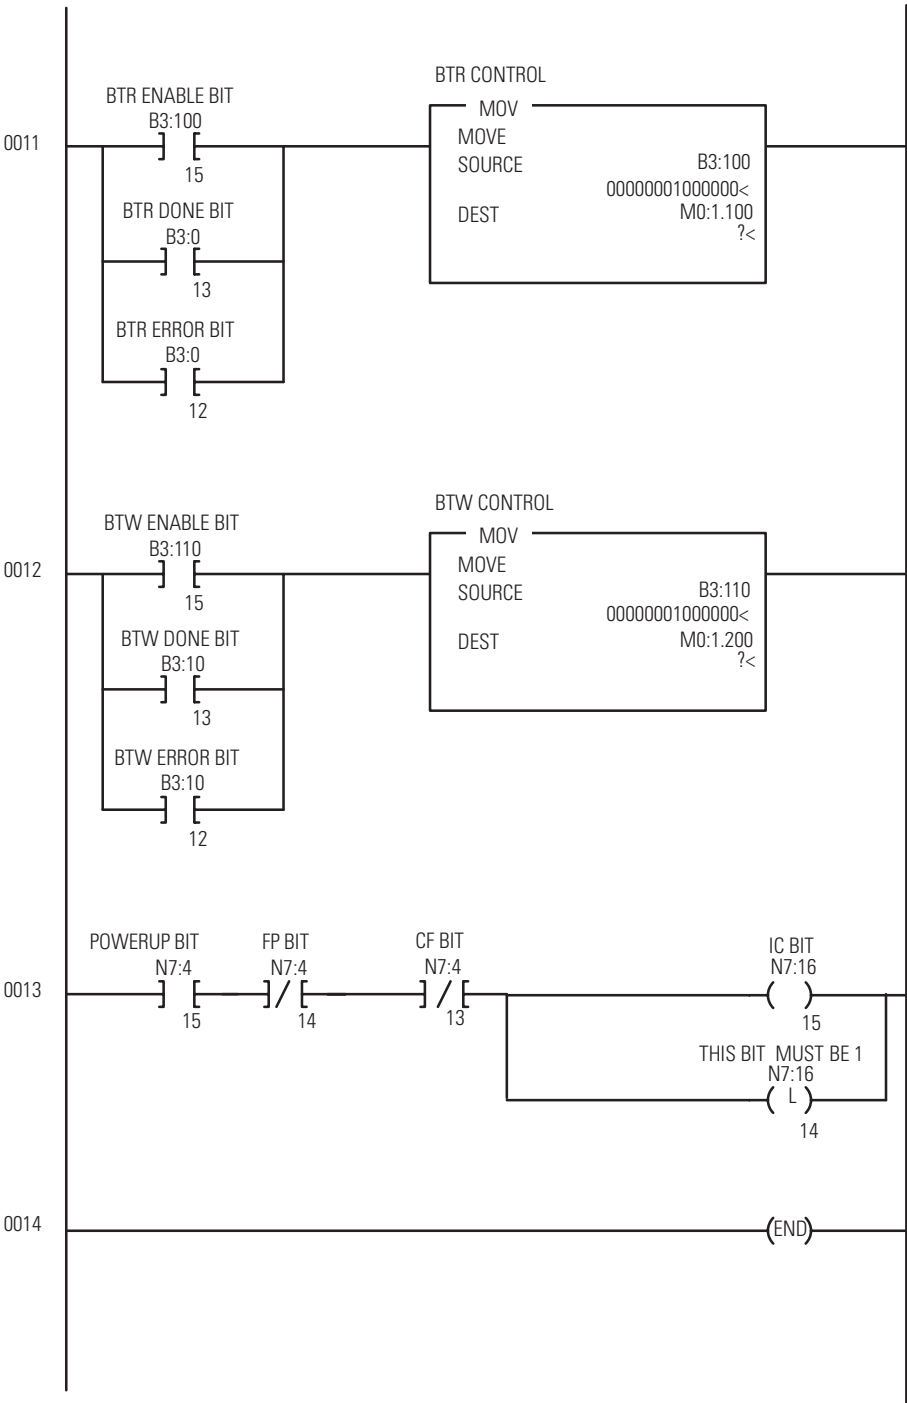 BTR CONTROL
BTR ENABLE BIT
B3:100
MOV
0011
MOVE
15
SOURCE
B3:100
00000001000000<
DEST
M0:1.100
?<
BTR DONE BIT
B3:0
13
BTR ERROR BIT
B3:0
12
BTW CONTROL
BTW ENABLE BIT
B3:110
MOV
0012
MOVE
15
SOURCE
B3:110
00000001000000<
DEST
M0:1.200
?<
BTW DONE BIT
B3:10
13
BTW ERROR BIT
B3:10
12
POWERUP BIT
N7:4
15
FP BIT
N7:4
14
CF BIT
N7:4
13
IC BIT
N7:16
15
0013
THIS BIT MUST BE 1
N7:16
L
14
0014
END